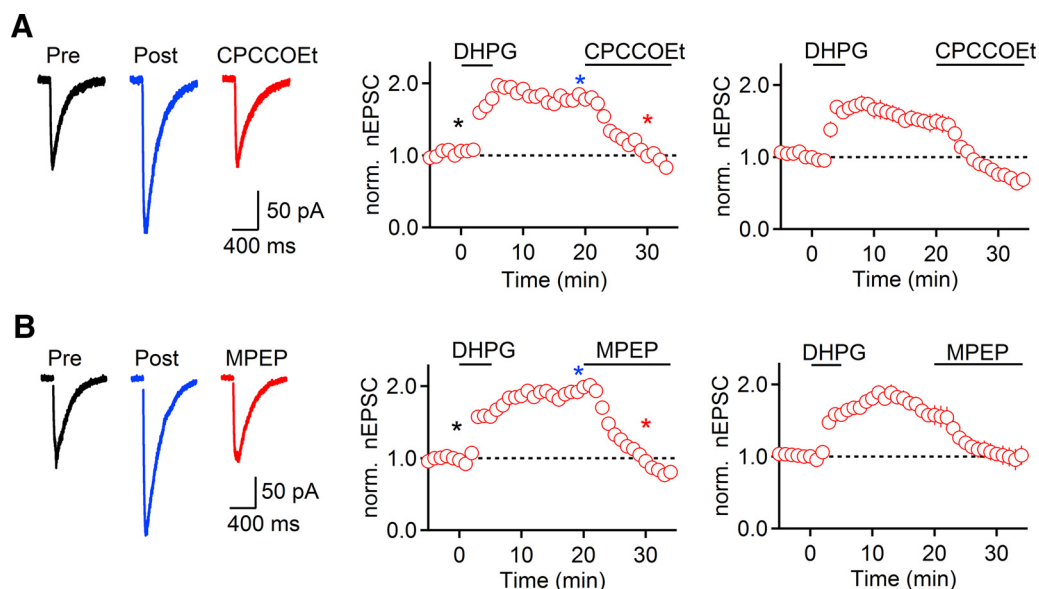 A
Pre Post CPCCOEt
50 pA
400 ms
DHPG CPCCOEt
norm. nEPSC
2.0
*
*
*
1.0
0.0
0 10 20 30
Time (min)
DHPG CPCCOEt
norm. nEPSC
2.0
1.0
0.0
0 10 20 30
Time (min)
B
Pre Post MPEP
50 pA
400 ms
DHPG MPEP
norm. nEPSC
2.0
*
*
*
1.0
0.0
0 10 20 30
Time (min)
DHPG MPEP
norm. nEPSC
2.0
1.0
0.0
0 10 20 30
Time (min)